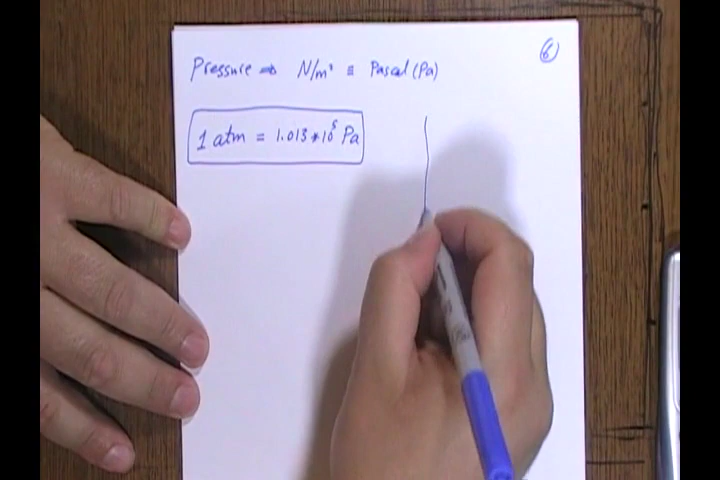 6
Pressure ⇒ N/m² ≡ Pascal (Pa)
1 atm = 1.013*10⁵ Pa